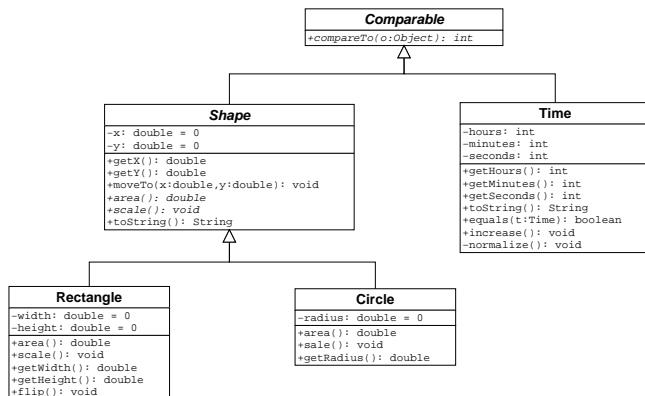 Comparable
+compareTo(o:Object): int
Shape
-x: double = 0
-y: double = 0
+getX(): double
+getY(): double
+moveTo(x:double,y:double): void
+area(): double
+scale(): void
+toString(): String
Time
-hours: int
-minutes: int
-seconds: int
+getHours(): int
+getMinutes(): int
+getSeconds(): int
+toString(): String
+equals(t:Time): boolean
+increase(): void
-normalize(): void
Rectangle
-width: double = 0
-height: double = 0
+area(): double
+scale(): void
+getWidth(): double
+getHeight(): double
+flip(): void
Circle
-radius: double = 0
+area(): double
+sale(): void
+getRadius(): double